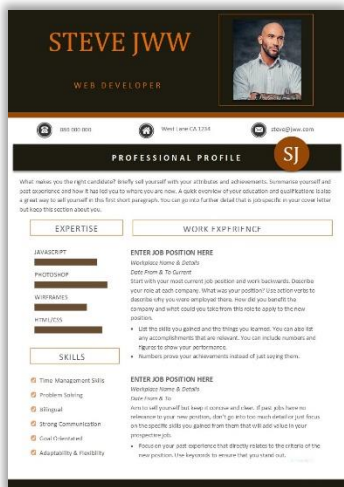 STEVE JWW
WEB DEVELOPER
West Lane CA 1234
steve@jww.com
PROFESSIONAL PROFILE
SJ
What makes you the right candidate? Briefly sell yourself with your attributes and achievements. Summarise yourself and
past experience and how it has led you to where you are now. A quick overview of your education and qualifications is also
a great way to sell yourself in this first short paragraph. You can go into further detail that is job specific in your cover letter
but keep this section about you.
EXPERTISE
WORK EXPERIENCE
JAVASCRIPT
PHOTOSHOP
WIREFRAMES
HTML/CSS
SKILLS
Time Management Skills
Problem Solving
Bilingual
Strong Communication
Goal Orientated
Adaptability & Flexibility
ENTER JOB POSITION HERE
Workplace Name & Details
Date From & To Current
Start with your most current job position and work backwards. Describe
your role at each company. What was your position? Use action verbs to
describe why you were employed there. How did you benefit the
company and what could you take from this role to apply to the new
position.
• List the skills you gained and the things you learned. You can also list
any accomplishments that are relevant. You can include numbers and
figures to show your performance.
• Numbers prove your achievements instead of just saying them.
ENTER JOB POSITION HERE
Workplace Name & Details
Date From & To
Aim to sell yourself but keep it concise and clear. If past jobs have no
relevance to your new position, don't go into too much detail or just focus
on the specific skills you gained from them that will add value in your
prospective job.
• Focus on your past experience that directly relates to the criteria of the
new position. Use keywords to ensure that you stand out.